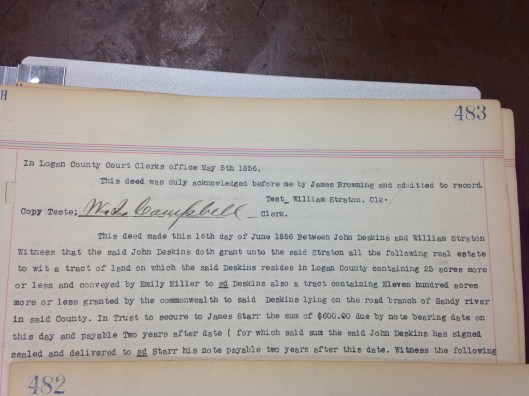 H
483
In Logan County Court Clerks office May 5th 1856.
This deed was duly acknowledged before me by James Browning and admitted to record
Test_ William Straton. Clk.
Copy Teste; W. L. Campbell Clerk.
This deed made this 16th day of June 1856 Between John Deskins and William Straton
Witness that the said John Deskins doth grant unto the said Straton all the following real estate
to wit a tract of land on which the said Deskins resides in Logan County containing 25 acres more
or less and conveyed by Emily Miller to sd Deskins also a tract containing Eleven hundred acres
more or less granted by the commonwealth to said Deskins lying on the road branch of Sandy river
in said County. In Trust to secure to Janes Starr the sum of $600.00 due by note bearing date on
this day and payable Two years after date ( for which said sum the said John Deskins has signed
sealed and delivered to sd Starr his note payable two years after this date. Witness the following
482